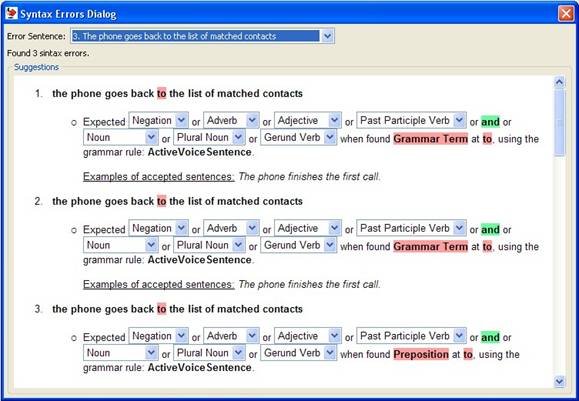 Syntax Errors Dialog
Error Sentence: 3. The phone goes back to the list of matched contacts
Found 3 sintax errors.
Suggestions
1. the phone goes back to the list of matched contacts
o Expected Negation or Adverb or Adjective or Past Participle Verb or and or
Noun or Plural Noun or Gerund Verb when found Grammar Term at to, using the
grammar rule: ActiveVoiceSentence.
Examples of accepted sentences: The phone finishes the first call.
2. the phone goes back to the list of matched contacts
o Expected Negation or Adverb or Adjective or Past Participle Verb or and or
Noun or Plural Noun or Gerund Verb when found Grammar Term at to, using the
grammar rule: ActiveVoiceSentence.
Examples of accepted sentences: The phone finishes the first call.
3. the phone goes back to the list of matched contacts
o Expected Negation or Adverb or Adjective or Past Participle Verb or and or
Noun or Plural Noun or Gerund Verb when found Preposition at to, using the
grammar rule: ActiveVoiceSentence.